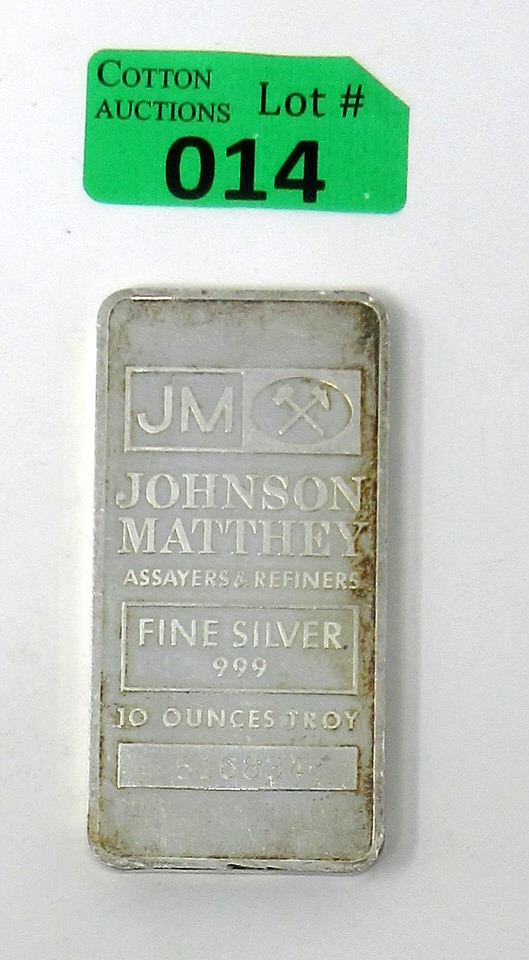 COTTON
AUCTIONS
Lot #
014
JM
JOHNSON
MATTHEY
ASSAYERS & REFINERS
FINE SILVER
999
10 OUNCES TROY